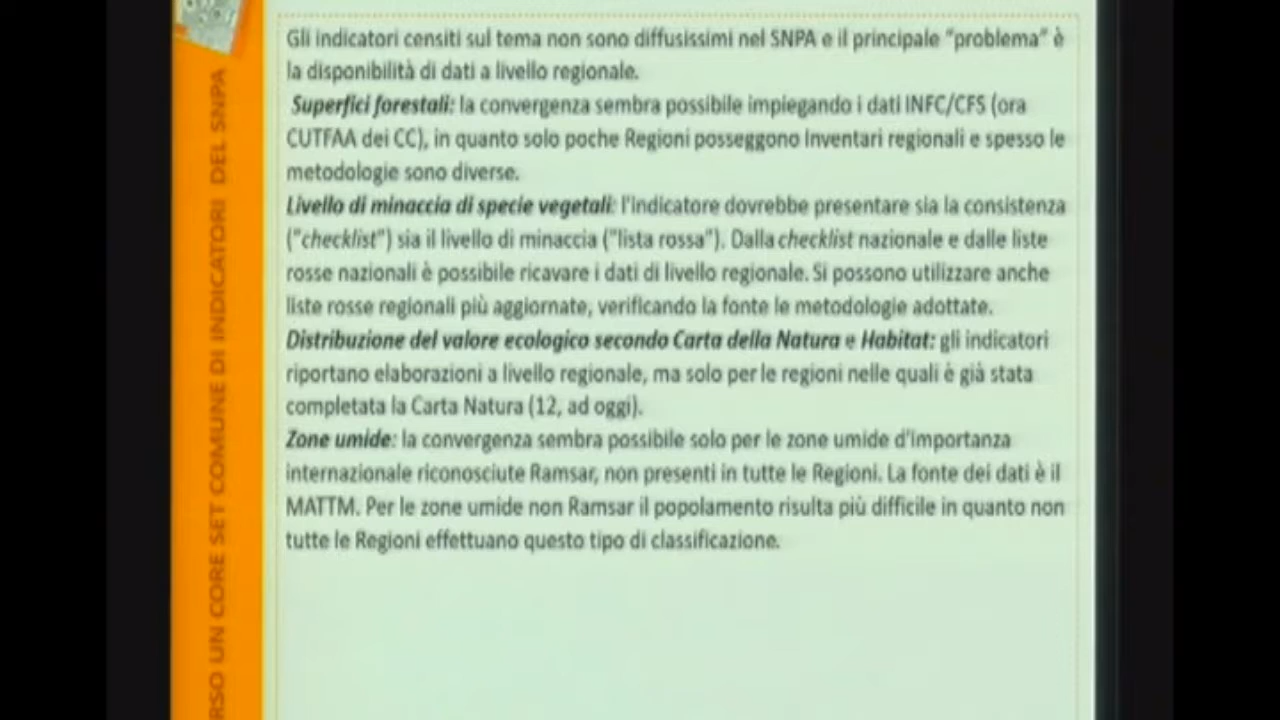 Gli indicatori censiti sul tema non sono diffusissimi nel SNPA e il principale "problema" è
la disponibilità di dati a livello regionale.
Superfici forestali: la convergenza sembra possibile impiegando i dati INFC/CFS (ora
CUTFAA dei CC), in quanto solo poche Regioni posseggono Inventari regionali e spesso le
metodologie sono diverse.
Livello di minaccia di specie vegetali: l'indicatore dovrebbe presentare sia la consistenza
("checklist") sia il livello di minaccia ("lista rossa"). Dalla checklist nazionale e dalle liste
rosse nazionali è possibile ricavare i dati di livello regionale. Si possono utilizzare anche
liste rosse regionali più aggiornate, verificando la fonte le metodologie adottate.
Distribuzione del valore ecologico secondo Carta della Natura e Habitat: gli indicatori
riportano elaborazioni a livello regionale, ma solo per le regioni nelle quali è già stata
completata la Carta Natura (12, ad oggi).
Zone umide: la convergenza sembra possibile solo per le zone umide d'importanza
internazionale riconosciute Ramsar, non presenti in tutte le Regioni. La fonte dei dati è il
MATTM. Per le zone umide non Ramsar il popolamento risulta più difficile in quanto non
tutte le Regioni effettuano questo tipo di classificazione.
RSO UN CORE SET COMUNE DI INDICATORI DEL SNPA